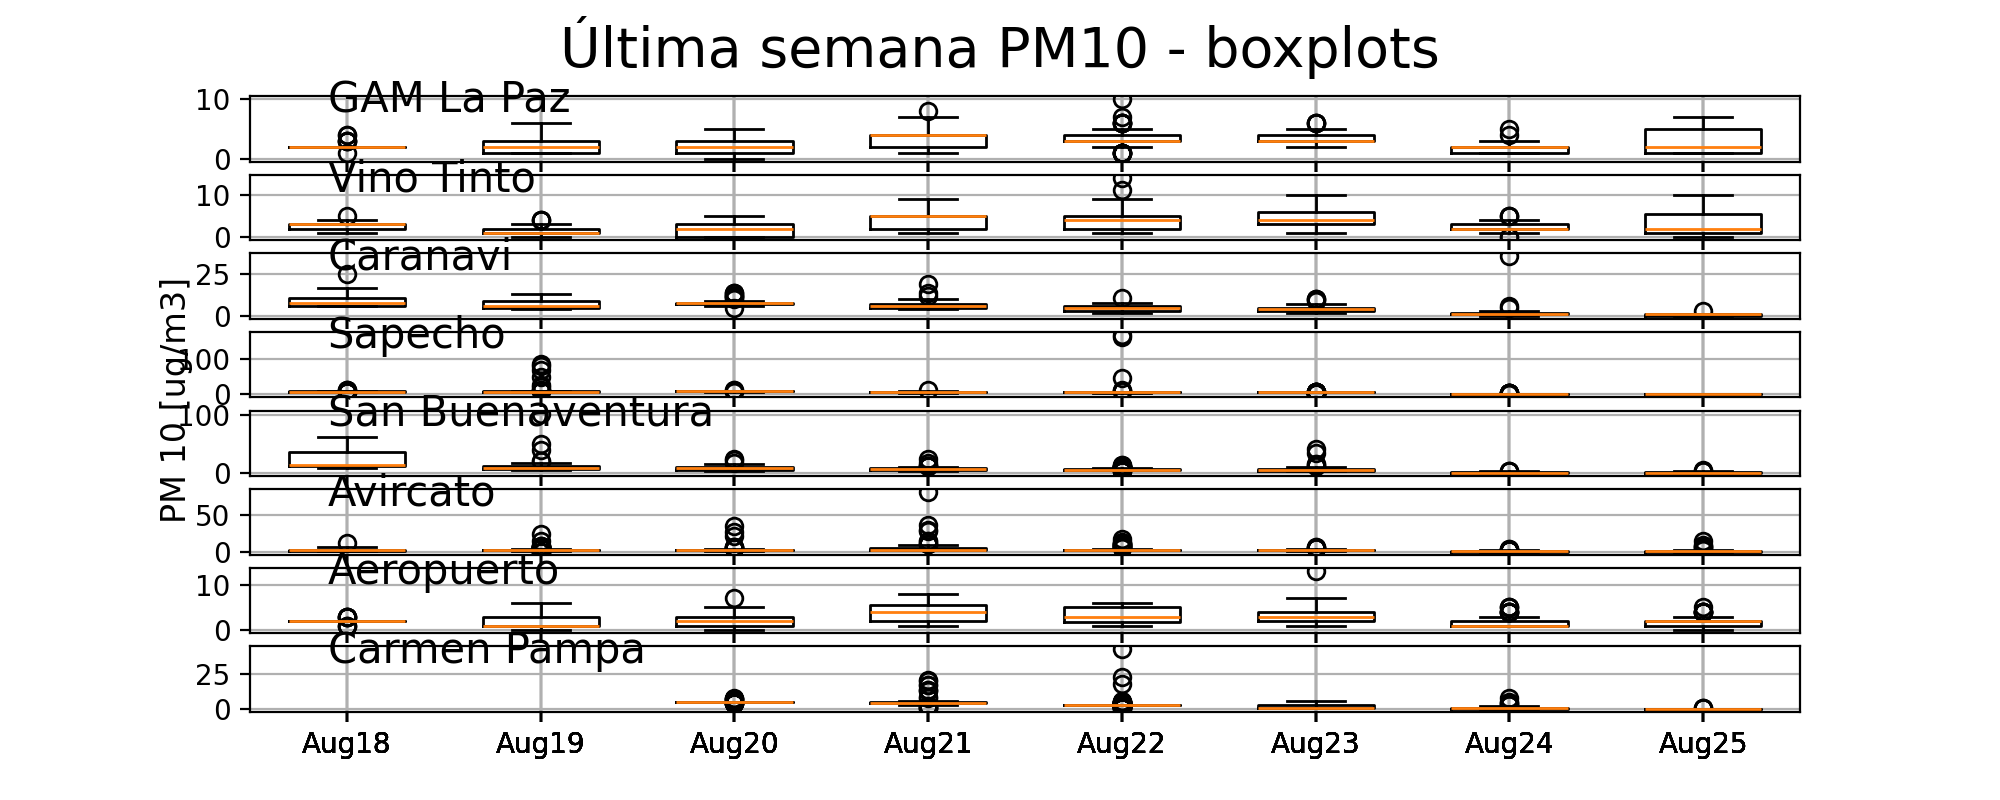 Última semana PM10 - boxplots
PM 10 [ug/m3]
GAM La Paz
10
0
Vino Tinto
10
0
Caranavi
25
0
Sapecho
100
0
San Buenaventura
100
0
Avircato
50
0
Aeropuerto
10
0
Carmen Pampa
25
0
Aug18 Aug19 Aug20 Aug21 Aug22 Aug23 Aug24 Aug25